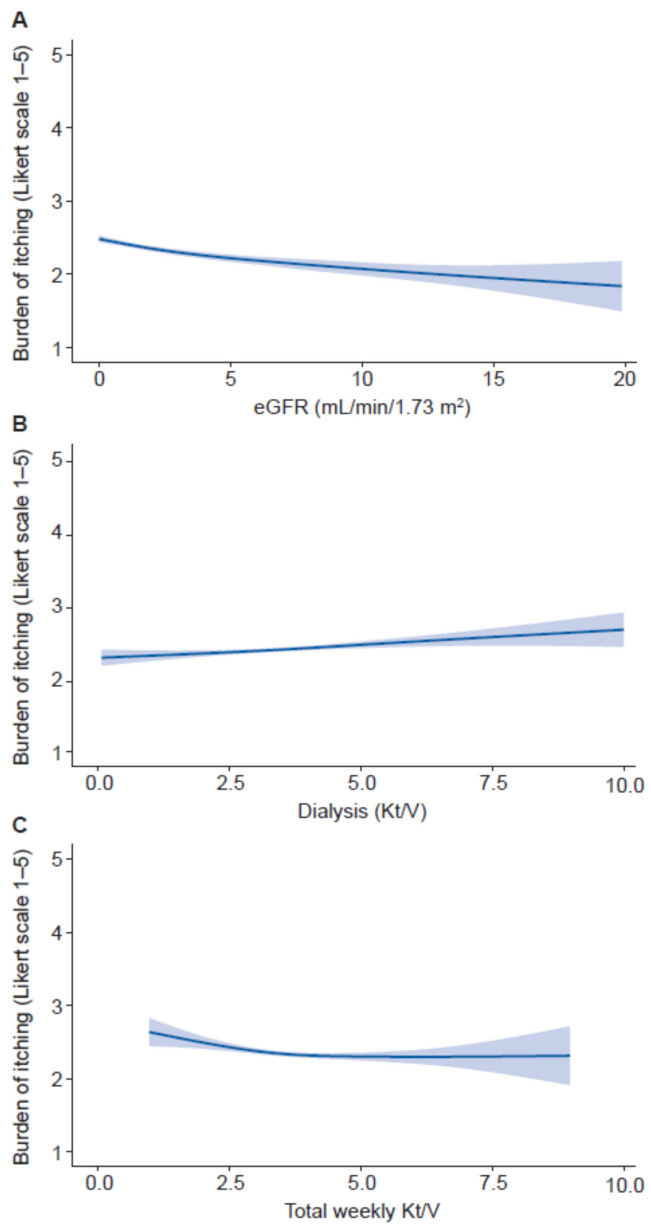 A
Burden of itching (Likert scale 1–5)
5
4
3
2
1
0 5 10 15 20
eGFR (mL/min/1.73 m²)
B
Burden of itching (Likert scale 1–5)
5
4
3
2
1
0.0 2.5 5.0 7.5 10.0
Dialysis (Kt/V)
C
Burden of itching (Likert scale 1–5)
5
4
3
2
1
0.0 2.5 5.0 7.5 10.0
Total weekly Kt/V